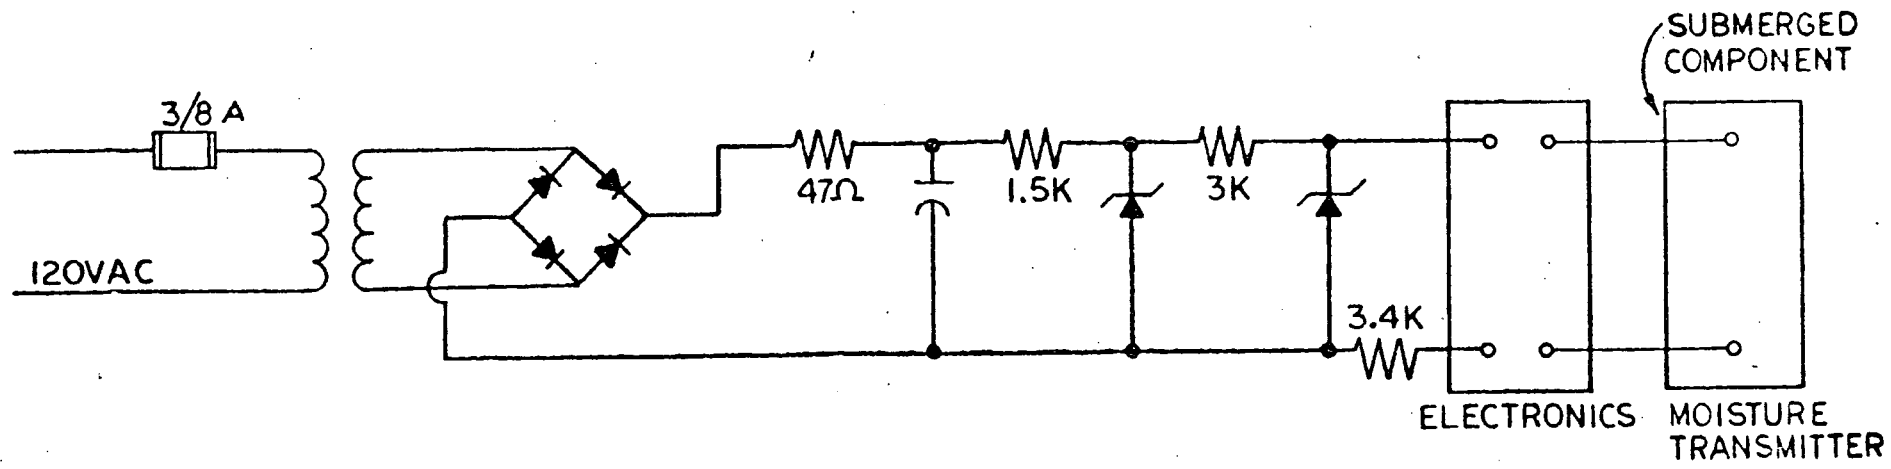 SUBMERGED
COMPONENT
3/8 A
47Ω
1.5K
3K
120VAC
3.4K
ELECTRONICS
MOISTURE
TRANSMITTER